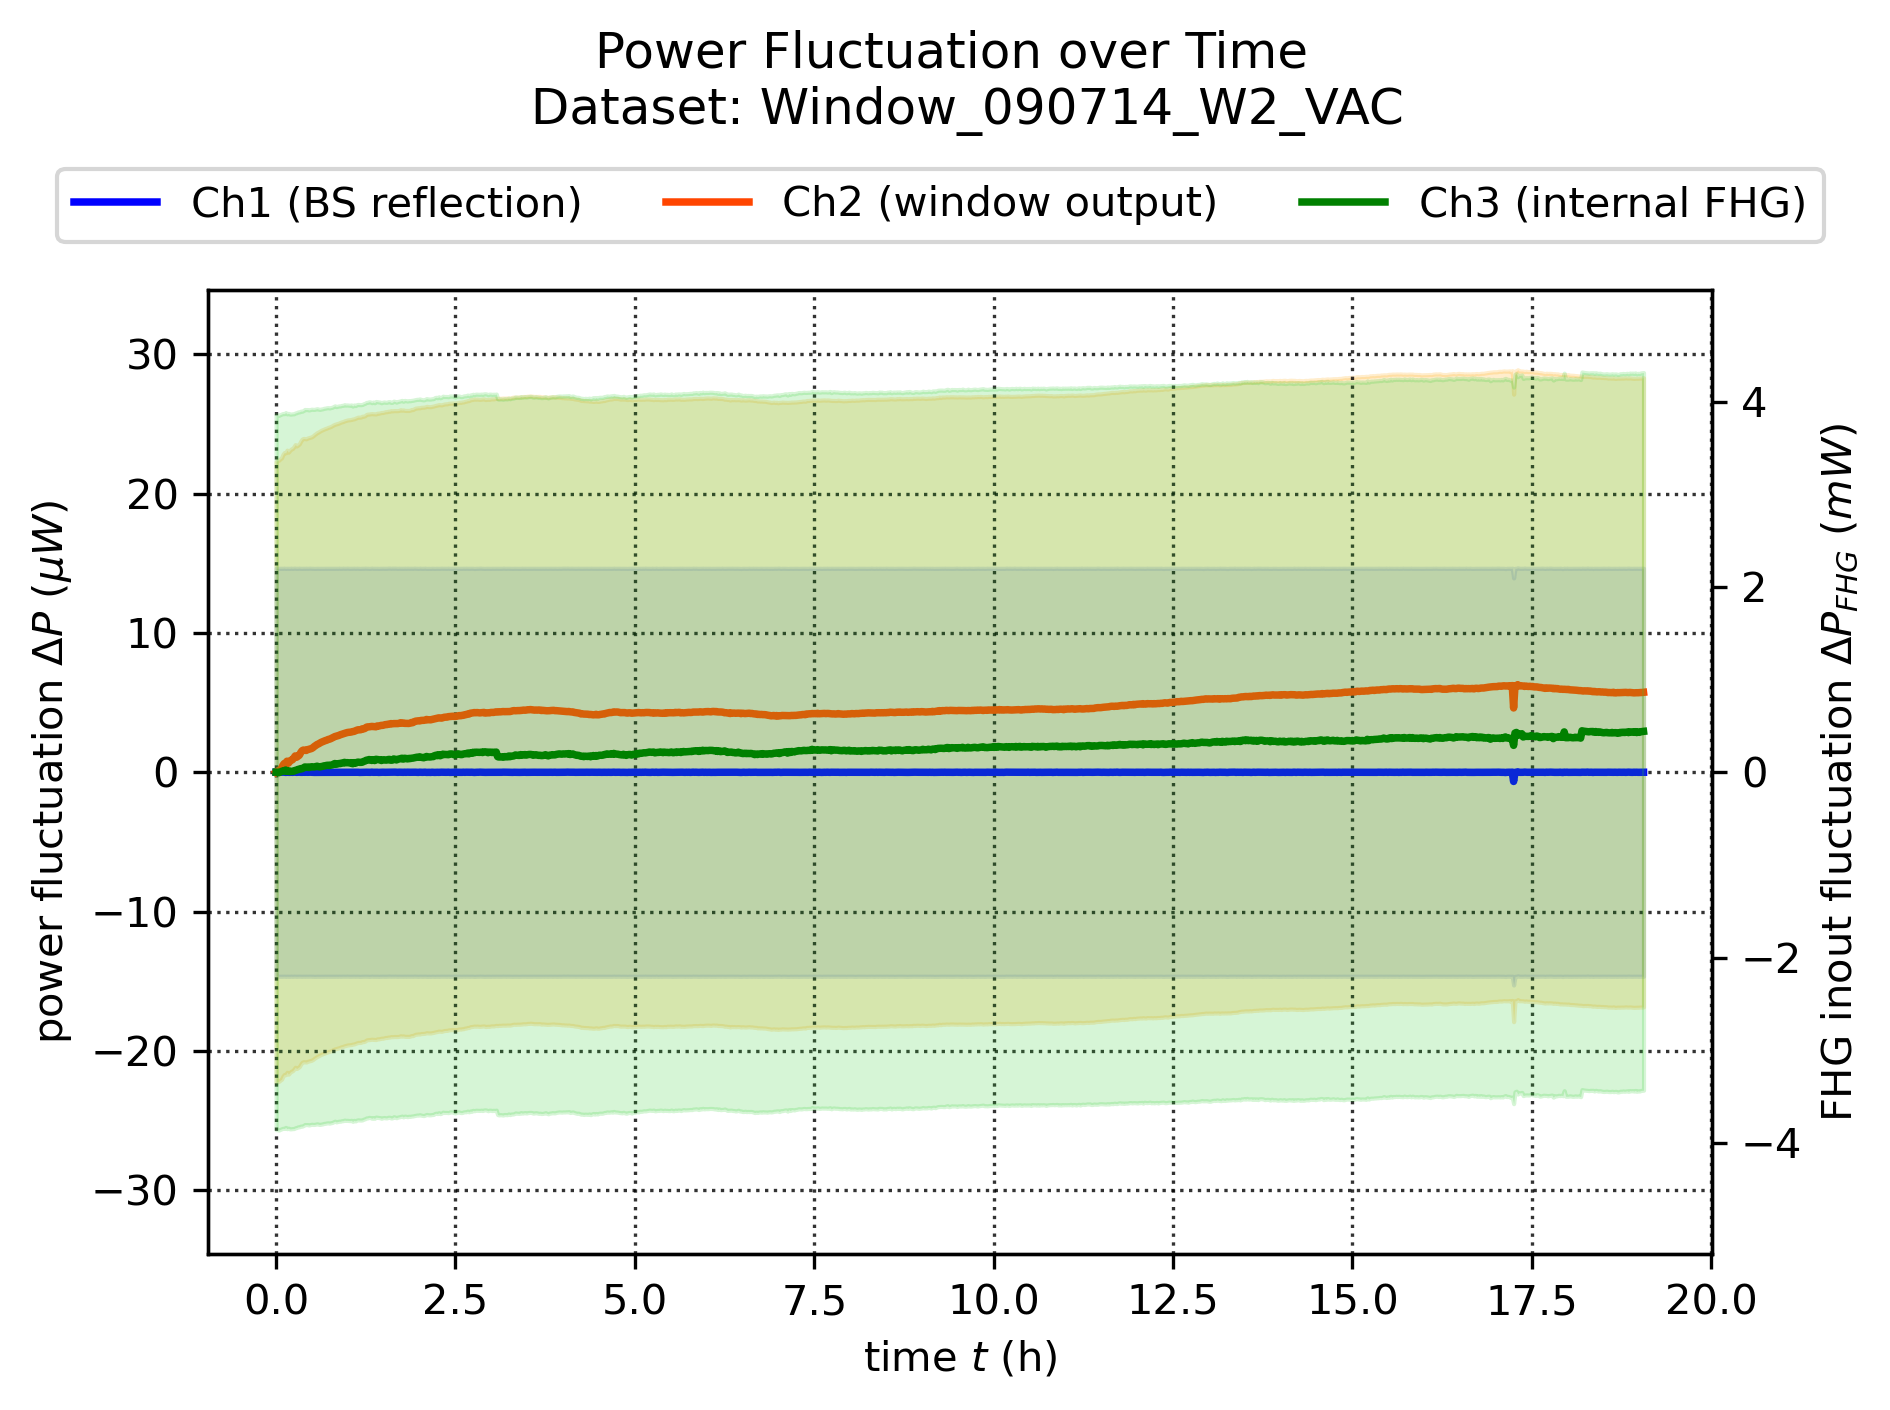 Power Fluctuation over Time
Dataset: Window_090714_W2_VAC
Ch1 (BS reflection) Ch2 (window output) Ch3 (internal FHG)
30
20
10
0
−10
−20
−30
power fluctuation ΔP (μW)
4
2
0
−2
−4
FHG inout fluctuation ΔP_FHG (mW)
0.0 2.5 5.0 7.5 10.0 12.5 15.0 17.5 20.0
time t (h)